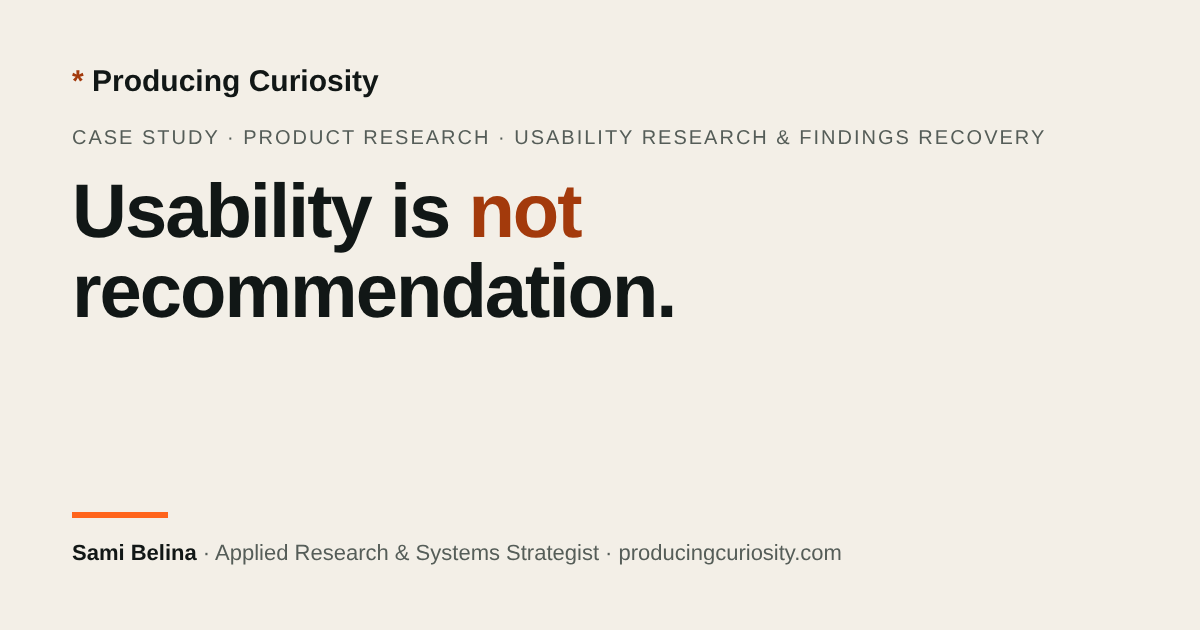 * Producing Curiosity
CASE STUDY · PRODUCT RESEARCH · USABILITY RESEARCH & FINDINGS RECOVERY
Usability is not
recommendation.
Sami Belina · Applied Research & Systems Strategist · producingcuriosity.com